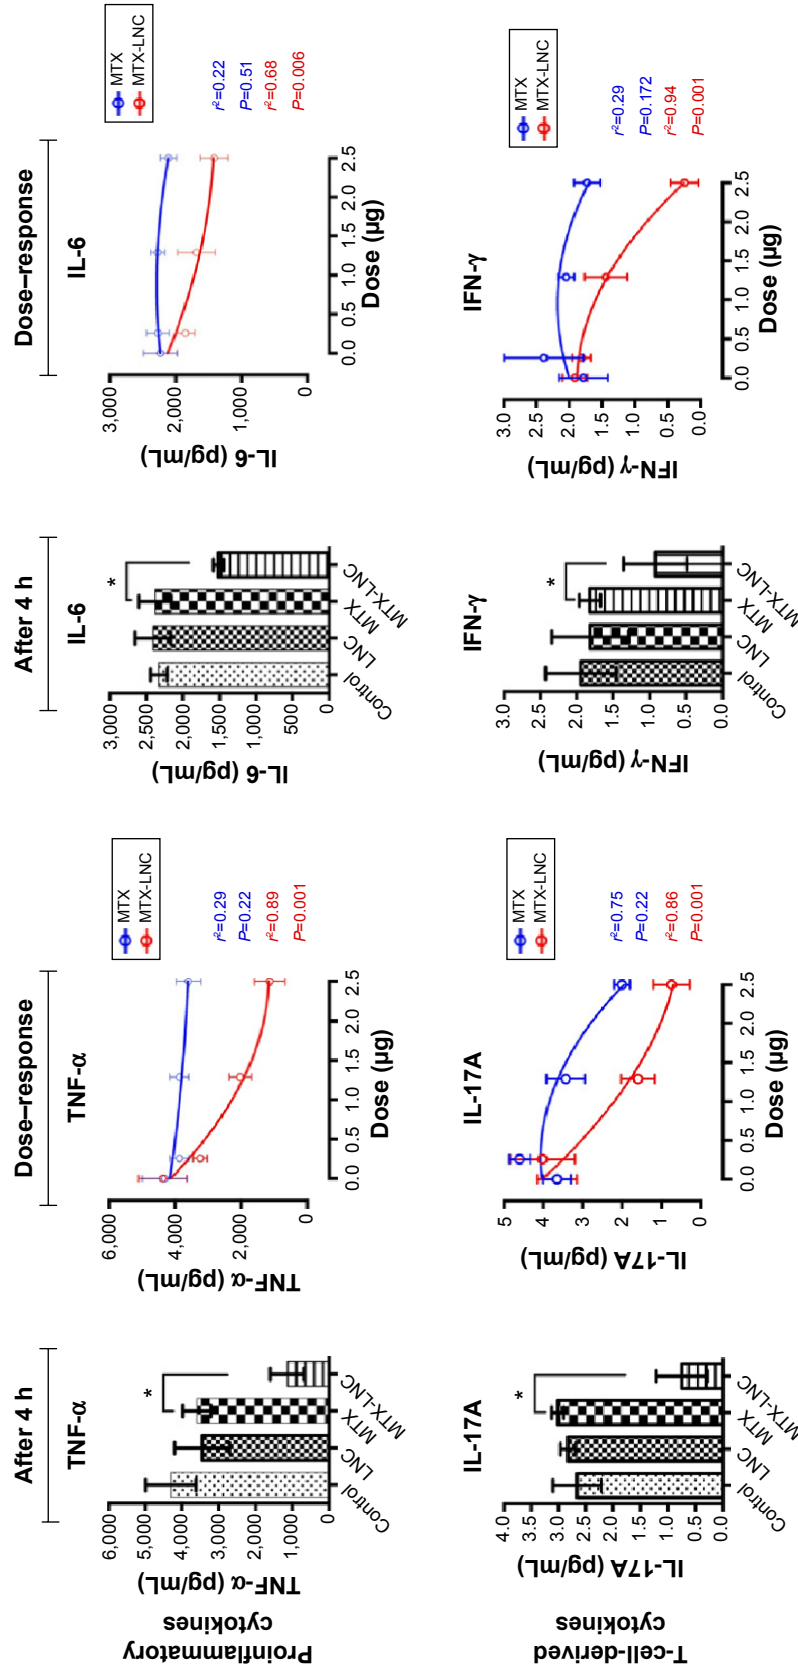 After 4 h
Dose–response
After 4 h
Dose–response
Proinflammatory
cytokines
TNF-α
TNF-α (pg/mL)
6,000
5,000
4,000
3,000
2,000
1,000
0
Control
LNC
MTX
MTX-LNC
*
TNF-α
TNF-α (pg/mL)
6,000
4,000
2,000
0
0.0
0.5
1.0
1.5
2.0
2.5
Dose (µg)
MTX
MTX-LNC
r²=0.29
P=0.22
r²=0.89
P=0.001
IL-6
IL-6 (pg/mL)
3,000
2,500
2,000
1,500
1,000
500
0
Control
LNC
MTX
MTX-LNC
*
IL-6
IL-6 (pg/mL)
3,000
2,000
1,000
0
0.0
0.5
1.0
1.5
2.0
2.5
Dose (µg)
MTX
MTX-LNC
r²=0.22
P=0.51
r²=0.68
P=0.006
T-cell-derived
cytokines
IL-17A
IL-17A (pg/mL)
4.0
3.5
3.0
2.5
2.0
1.5
1.0
0.5
0.0
Control
LNC
MTX
MTX-LNC
*
IL-17A
IL-17A (pg/mL)
5
4
3
2
1
0
0.0
0.5
1.0
1.5
2.0
2.5
Dose (µg)
MTX
MTX-LNC
r²=0.75
P=0.22
r²=0.86
P=0.001
IFN-γ
IFN-γ (pg/mL)
3.0
2.5
2.0
1.5
1.0
0.5
0.0
Control
LNC
MTX
MTX-LNC
*
IFN-γ
IFN-γ (pg/mL)
3.0
2.5
2.0
1.5
1.0
0.5
0.0
0.0
0.5
1.0
1.5
2.0
2.5
Dose (µg)
MTX
MTX-LNC
r²=0.29
P=0.172
r²=0.94
P=0.001